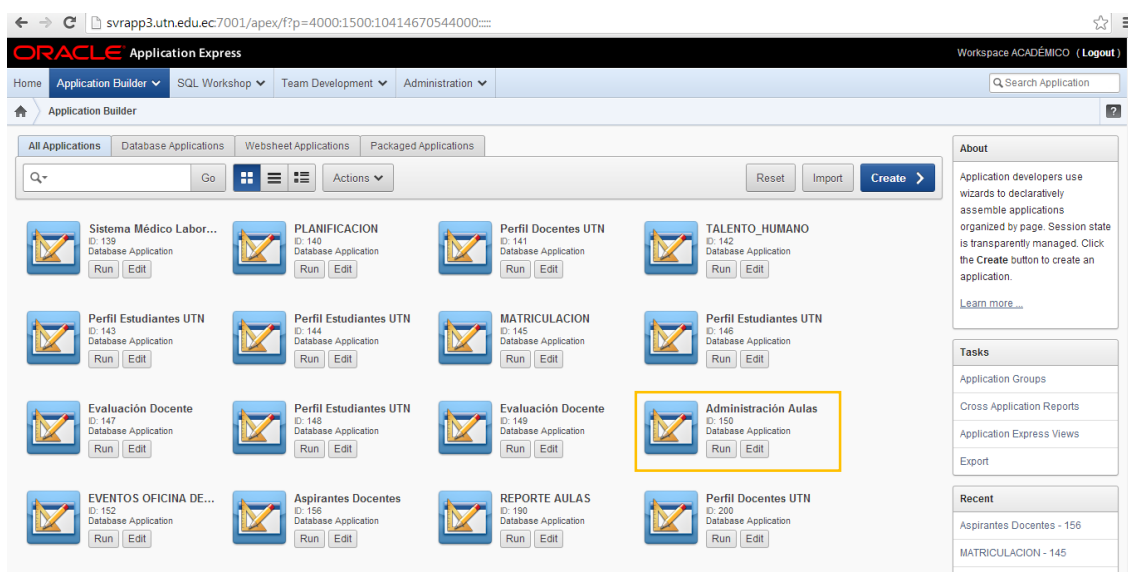 svrapp3.utn.edu.ec:7001/apex/f?p=4000:1500:10414670544000:::::
ORACLE Application Express
Workspace ACADÉMICO ( Logout )
Home Application Builder SQL Workshop Team Development Administration
Search Application
Application Builder
?
All Applications Database Applications Websheet Applications Packaged Applications
Go Actions Reset Import Create
Sistema Médico Labor...
ID: 139
Database Application
Run Edit
PLANIFICACION
ID: 140
Database Application
Run Edit
Perfil Docentes UTN
ID: 141
Database Application
Run Edit
TALENTO_HUMANO
ID: 142
Database Application
Run Edit
Perfil Estudiantes UTN
ID: 143
Database Application
Run Edit
Perfil Estudiantes UTN
ID: 144
Database Application
Run Edit
MATRICULACION
ID: 145
Database Application
Run Edit
Perfil Estudiantes UTN
ID: 146
Database Application
Run Edit
Evaluación Docente
ID: 147
Database Application
Run Edit
Perfil Estudiantes UTN
ID: 148
Database Application
Run Edit
Evaluación Docente
ID: 149
Database Application
Run Edit
Administración Aulas
ID: 150
Database Application
Run Edit
EVENTOS OFICINA DE...
ID: 152
Database Application
Run Edit
Aspirantes Docentes
ID: 156
Database Application
Run Edit
REPORTE AULAS
ID: 190
Database Application
Run Edit
Perfil Docentes UTN
ID: 200
Database Application
Run Edit
About
Application developers use
wizards to declaratively
assemble applications
organized by page. Session state
is transparently managed. Click
the Create button to create an
application.
Learn more ...
Tasks
Application Groups
Cross Application Reports
Application Express Views
Export
Recent
Aspirantes Docentes - 156
MATRICULACION - 145